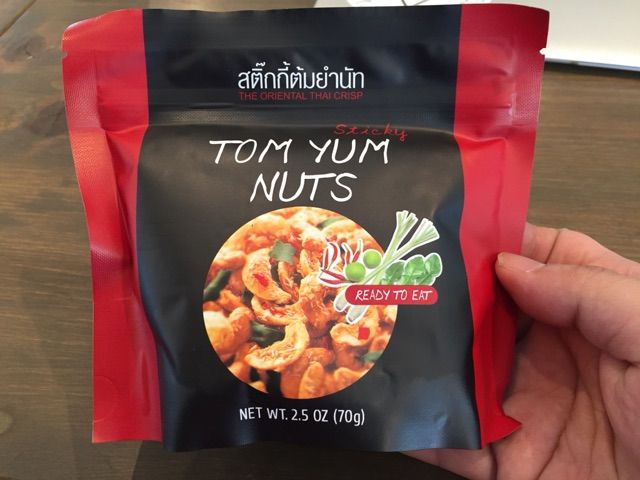 สติ๊กกี้ต้มยำนัท
THE ORIENTAL THAI CRISP
Sticky
TOM YUM
NUTS
READY TO EAT
NET WT. 2.5 OZ (70g)